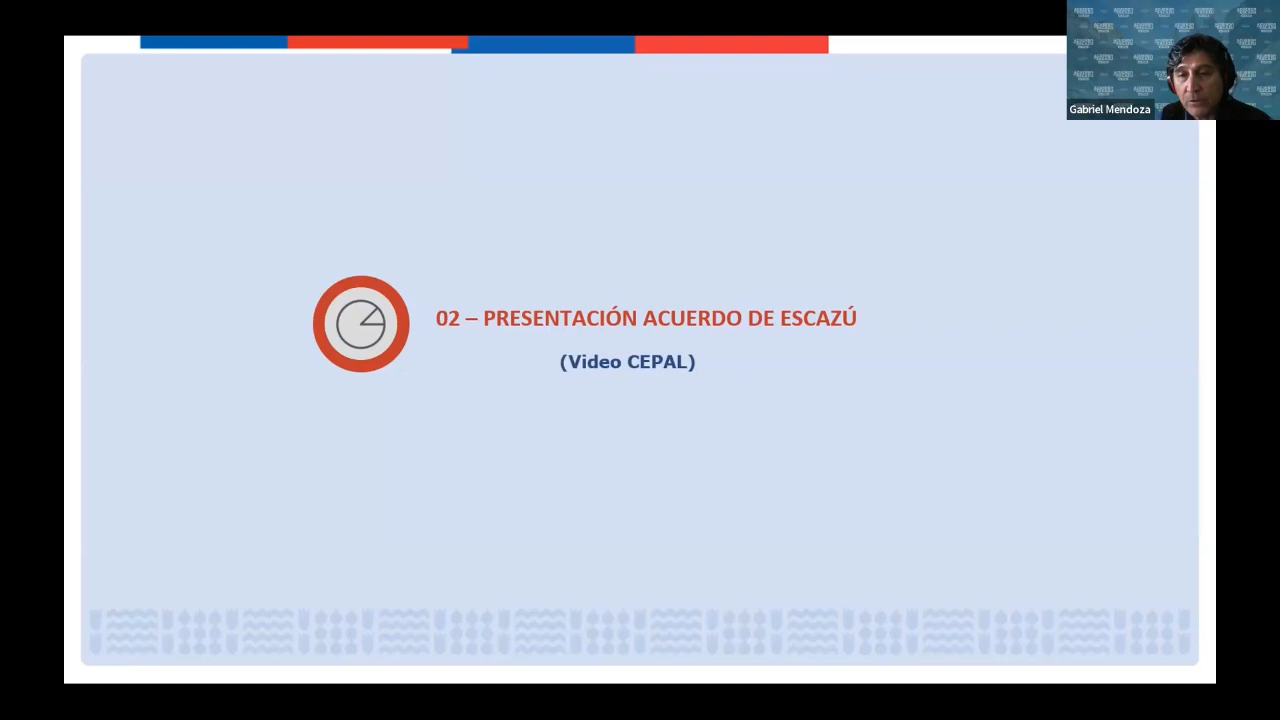 02 – PRESENTACIÓN ACUERDO DE ESCAZÚ
(Video CEPAL)
Gabriel Mendoza